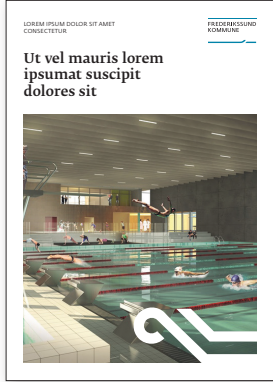 LOREM IPSUM DOLOR SIT AMET
CONSECTETUR
FREDERIKSSUND
KOMMUNE
Ut vel mauris lorem
ipsumat suscipit
dolores sit